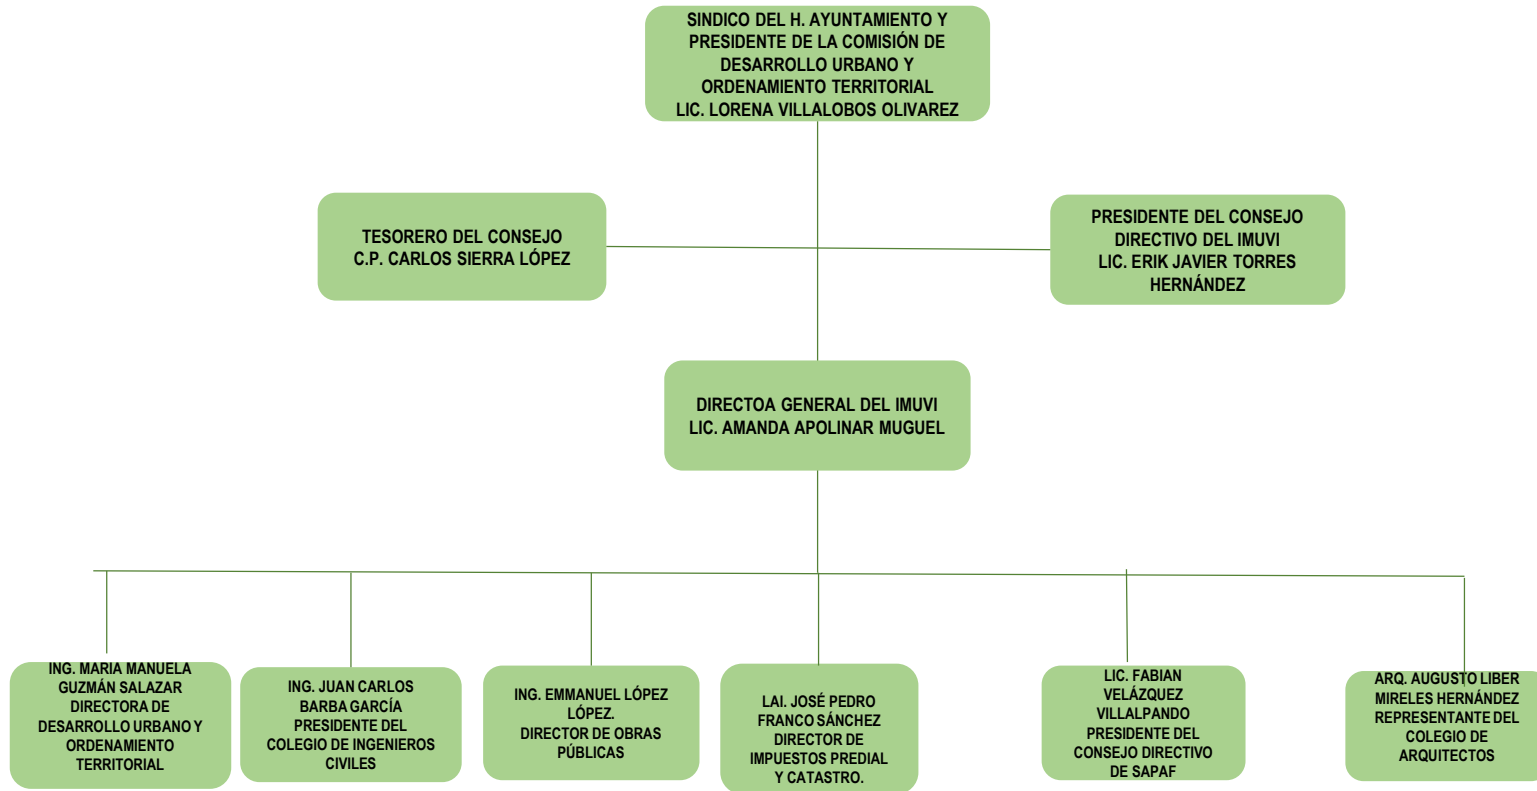 SINDICO DEL H. AYUNTAMIENTO Y
PRESIDENTE DE LA COMISIÓN DE
DESARROLLO URBANO Y
ORDENAMIENTO TERRITORIAL
LIC. LORENA VILLALOBOS OLIVAREZ
TESORERO DEL CONSEJO
C.P. CARLOS SIERRA LÓPEZ
PRESIDENTE DEL CONSEJO
DIRECTIVO DEL IMUVI
LIC. ERIK JAVIER TORRES
HERNÁNDEZ
DIRECTOA GENERAL DEL IMUVI
LIC. AMANDA APOLINAR MUGUEL
ING. MARIA MANUELA
GUZMÁN SALAZAR
DIRECTORA DE
DESARROLLO URBANO Y
ORDENAMIENTO
TERRITORIAL
ING. JUAN CARLOS
BARBA GARCÍA
PRESIDENTE DEL
COLEGIO DE INGENIEROS
CIVILES
ING. EMMANUEL LÓPEZ
LÓPEZ.
DIRECTOR DE OBRAS
PÚBLICAS
LAI. JOSÉ PEDRO
FRANCO SÁNCHEZ
DIRECTOR DE
IMPUESTOS PREDIAL
Y CATASTRO.
LIC. FABIAN
VELÁZQUEZ
VILLALPANDO
PRESIDENTE DEL
CONSEJO DIRECTIVO
DE SAPAF
ARQ. AUGUSTO LIBER
MIRELES HERNÁNDEZ
REPRESENTANTE DEL
COLEGIO DE
ARQUITECTOS